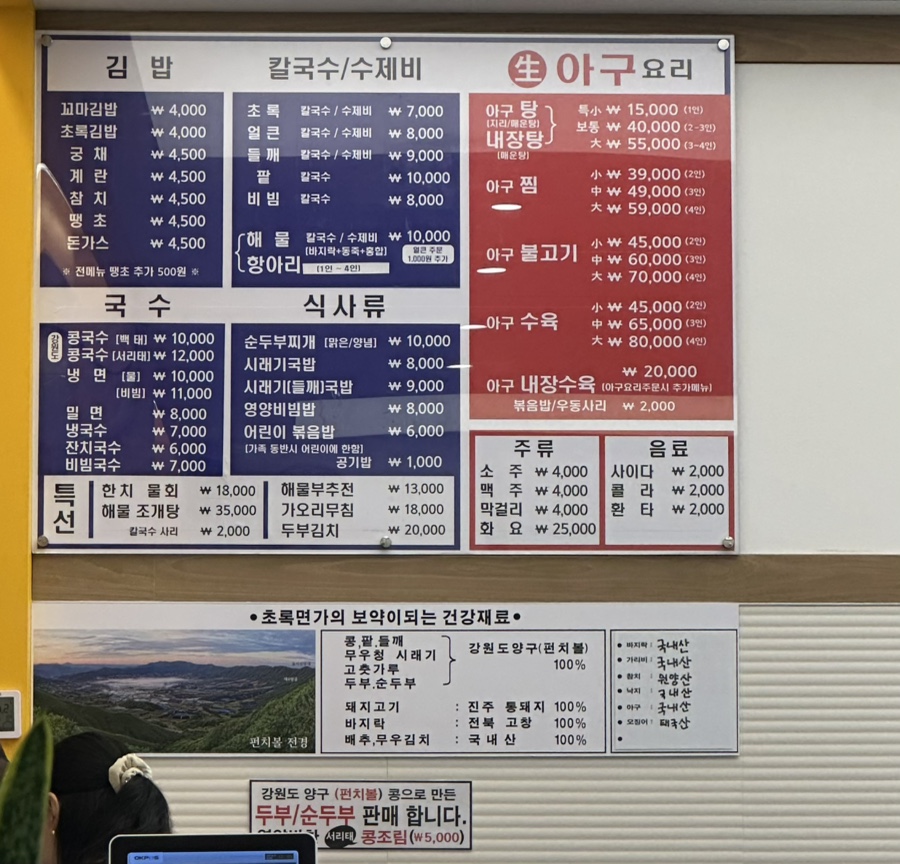 김 밥
꼬마김밥 ₩ 4,000
초록김밥 ₩ 4,000
궁 채 ₩ 4,500
계 란 ₩ 4,500
참 치 ₩ 4,500
땡 초 ₩ 4,500
돈가스 ₩ 4,500
※ 전메뉴 땡초 추가 500원 ※
칼국수/수제비
초 록 칼국수 / 수제비 ₩ 7,000
얼 큰 칼국수 / 수제비 ₩ 8,000
들 깨 칼국수 / 수제비 ₩ 9,000
팥 칼국수 ₩ 10,000
비 빔 칼국수 ₩ 8,000
해 물 칼국수 / 수제비 ₩ 10,000
[바지락+동죽+홍합] 얼큰 주문
항아리 (1인 ~ 4인) 1,000원 추가
生 아구요리
아구 탕 특小 ₩ 15,000 (1인)
[지리/매운탕] 보통 ₩ 40,000 (2~3인)
내장탕 大 ₩ 55,000 (3~4인)
[매운탕]
아구 찜 小 ₩ 39,000 (2인)
中 ₩ 49,000 (3인)
大 ₩ 59,000 (4인)
아구 불고기 小 ₩ 45,000 (2인)
中 ₩ 60,000 (3인)
大 ₩ 70,000 (4인)
아구 수육 小 ₩ 45,000 (2인)
中 ₩ 65,000 (3인)
大 ₩ 80,000 (4인)
₩ 20,000
아구 내장수육 [아구요리주문시 추가메뉴]
볶음밥/우동사리 ₩ 2,000
국 수
강원도 콩국수 [백 태] ₩ 10,000
콩국수 [서리태] ₩ 12,000
냉 면 [물] ₩ 10,000
[비빔] ₩ 11,000
밀 면 ₩ 8,000
냉국수 ₩ 7,000
잔치국수 ₩ 6,000
비빔국수 ₩ 7,000
식사류
순두부찌개 [맑은/양념] ₩ 10,000
시래기국밥 ₩ 8,000
시래기[들깨]국밥 ₩ 9,000
영양비빔밥 ₩ 8,000
어린이 볶음밥 ₩ 6,000
[가족 동반시 어린이에 한함]
공기밥 ₩ 1,000
특선
한치 물회 ₩ 18,000
해물 조개탕 ₩ 35,000
칼국수 사리 ₩ 2,000
해물부추전 ₩ 13,000
가오리무침 ₩ 18,000
두부김치 ₩ 20,000
주류
소 주 ₩ 4,000
맥 주 ₩ 4,000
막걸리 ₩ 4,000
화 요 ₩ 25,000
음료
사이다 ₩ 2,000
콜 라 ₩ 2,000
환 타 ₩ 2,000
•초록면가의 보약이되는 건강재료•
펀치볼 전경
콩,팥,들깨
무우청 시래기
고춧가루
두부.순두부
강원도양구(펀치볼)
100%
돼지고기 : 진주 통돼지 100%
바지락 : 전북 고창 100%
배추,무우김치 : 국내산 100%
• 바지락 : 국내산
• 가리비 : 국내산
• 참치 : 원양산
• 낙지 : 국내산
• 아구 : 국내산
• 오징어 : 태국산
강원도 양구 (펀치볼) 콩으로 만든
두부/순두부 판매 합니다.
서리태 콩조림(₩5,000)
OKPOS